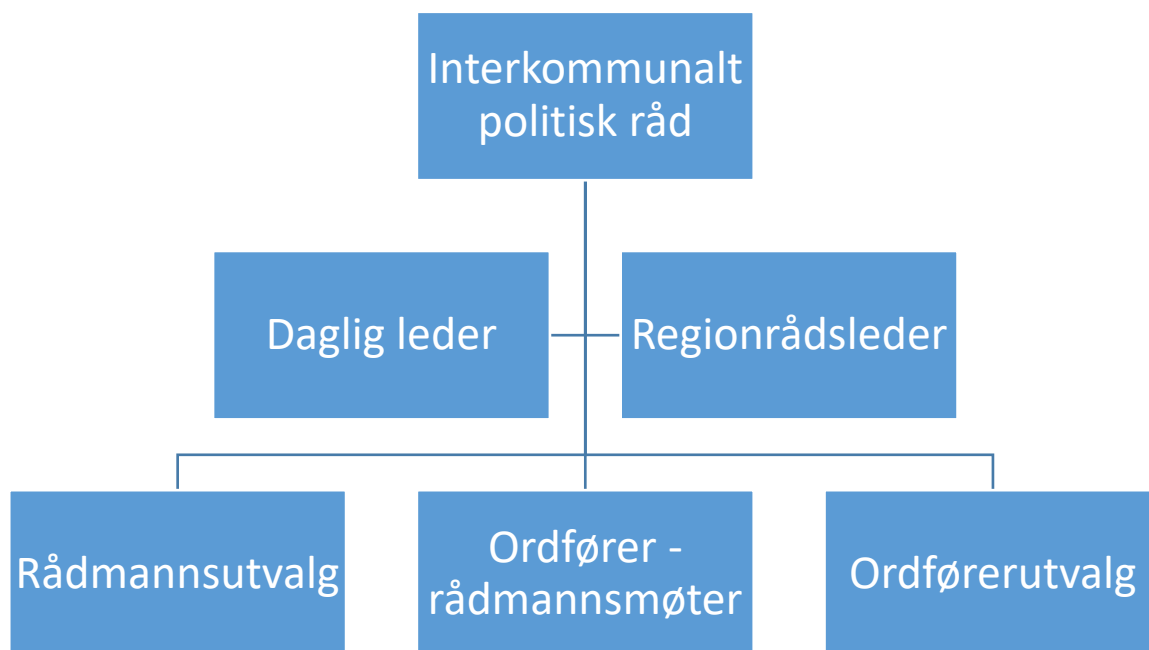 Interkommunalt
politisk råd
Daglig leder
Regionrådsleder
Rådmannsutvalg
Ordfører -
rådmannsmøter
Ordførerutvalg